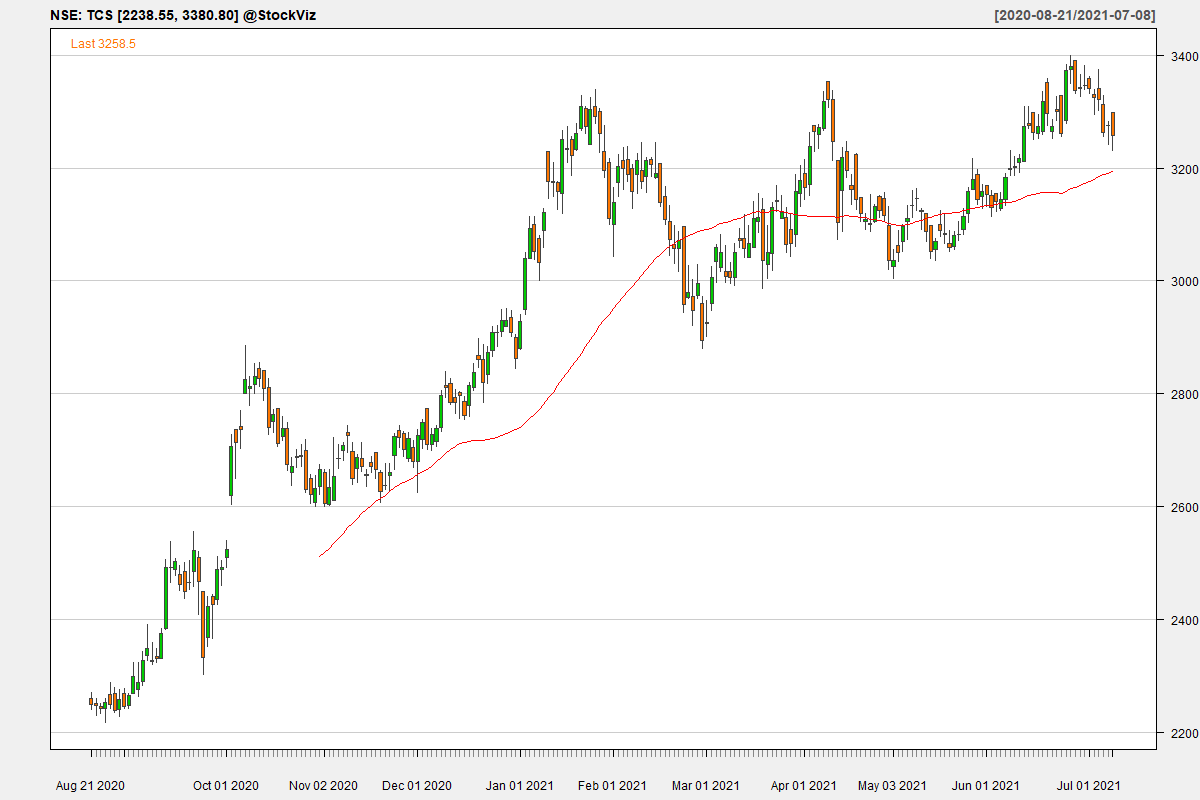 NSE: TCS [2238.55, 3380.80] @StockViz
[2020-08-21/2021-07-08]
Last 3258.5
3400
3200
3000
2800
2600
2400
2200
Aug 21 2020
Oct 01 2020
Nov 02 2020
Dec 01 2020
Jan 01 2021
Feb 01 2021
Mar 01 2021
Apr 01 2021
May 03 2021
Jun 01 2021
Jul 01 2021